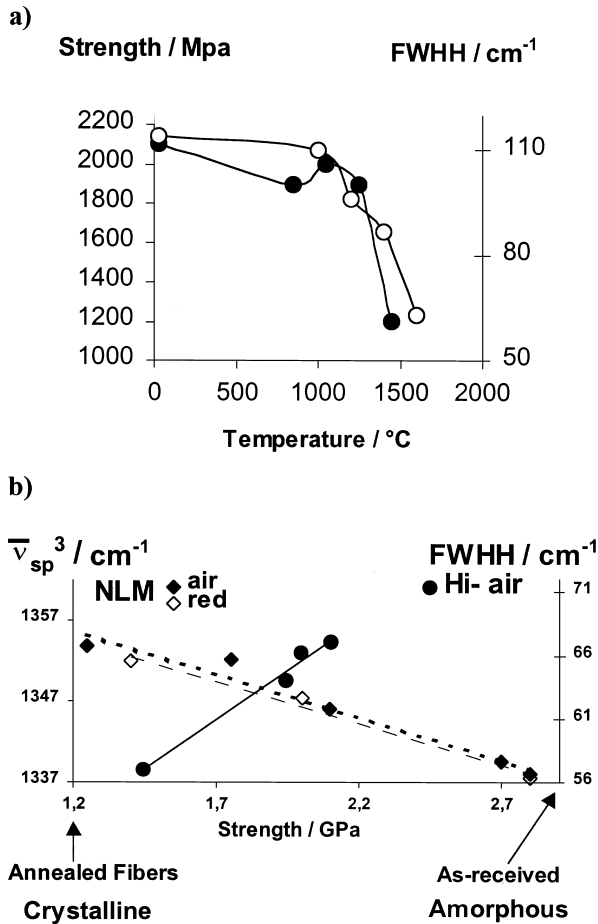 a)
Strength / Mpa FWHH / cm-1
2200
2000 110
1800
1600
1400 80
1200
1000 50
0 500 1000 1500 2000
Temperature / °C
b)
ν̅sp3 / cm-1 FWHH / cm-1
NLM air Hi- air
red
1357 71
66
1347 61
1337 56
1,2 1,7 2,2 2,7
Strength / GPa
Annealed Fibers As-received
Crystalline Amorphous